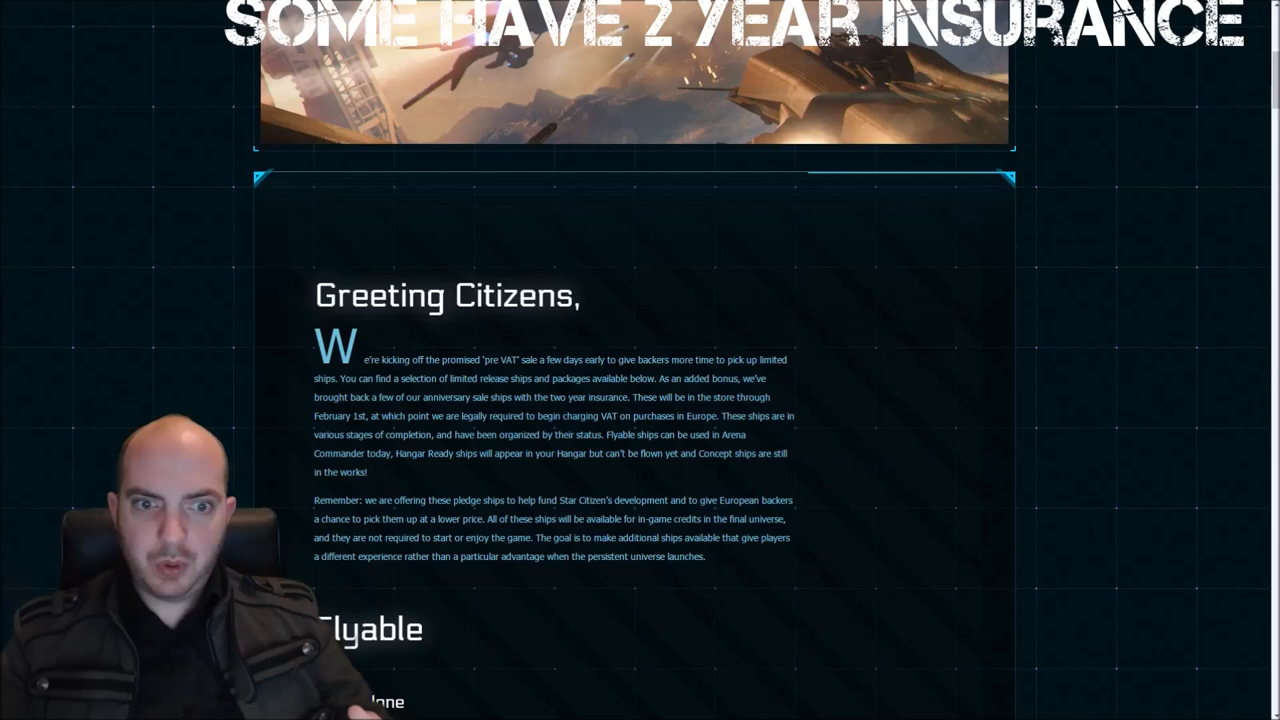 SOME HAVE 2 YEAR INSURANCE
Greeting Citizens,
We're kicking off the promised 'pre VAT' sale a few days early to give backers more time to pick up limited
ships. You can find a selection of limited release ships and packages available below. As an added bonus, we've
brought back a few of our anniversary sale ships with the two year insurance. These will be in the store through
February 1st, at which point we are legally required to begin charging VAT on purchases in Europe. These ships are in
various stages of completion, and have been organized by their status. Flyable ships can be used in Arena
Commander today, Hangar Ready ships will appear in your Hangar but can't be flown yet and Concept ships are still
in the works!
Remember: we are offering these pledge ships to help fund Star Citizen's development and to give European backers
a chance to pick them up at a lower price. All of these ships will be available for in-game credits in the final universe,
and they are not required to start or enjoy the game. The goal is to make additional ships available that give players
a different experience rather than a particular advantage when the persistent universe launches.
Flyable